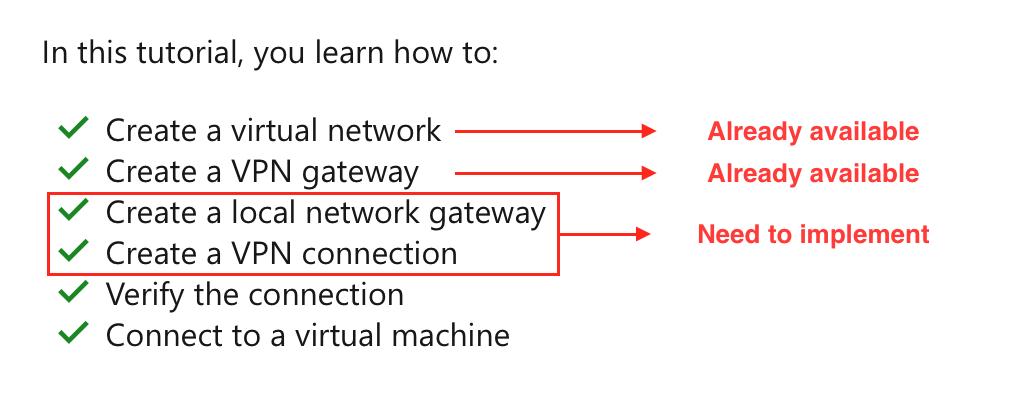 In this tutorial, you learn how to:
Create a virtual network Already available
Create a VPN gateway Already available
Create a local network gateway
Need to implement
Create a VPN connection
Verify the connection
Connect to a virtual machine